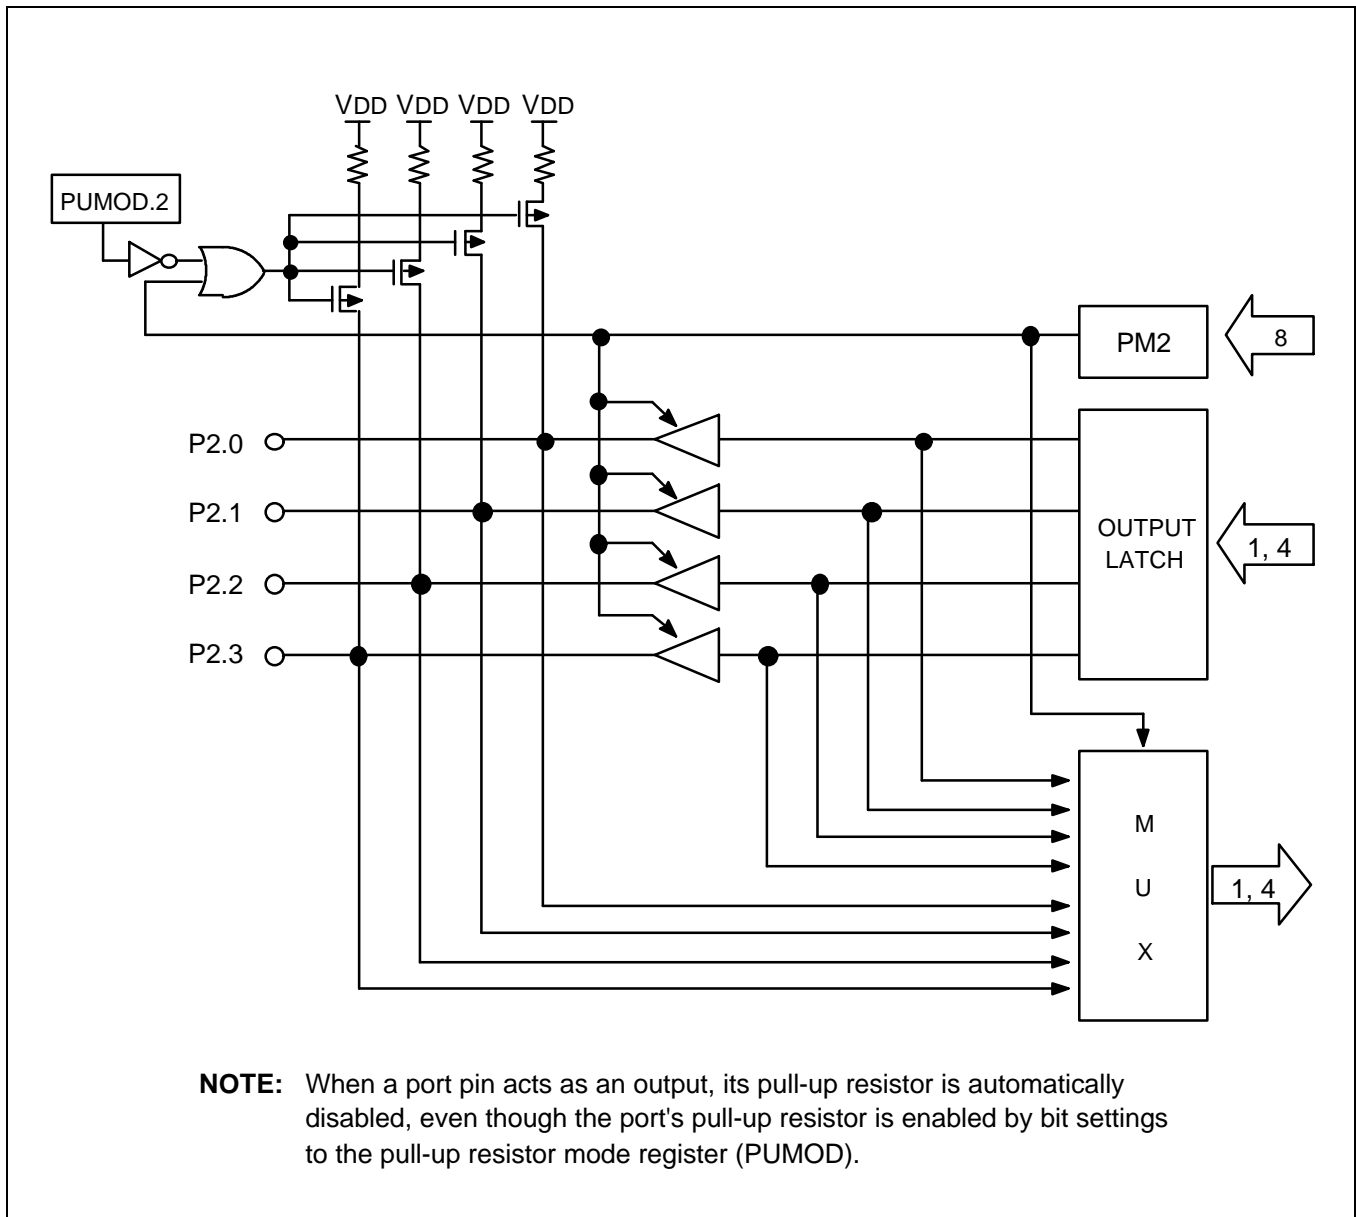 VDD VDD VDD VDD
PUMOD.2
PM2
8
P2.0
P2.1
OUTPUT
LATCH
1, 4
P2.2
P2.3
M
U
X
1, 4
NOTE: When a port pin acts as an output, its pull-up resistor is automatically
disabled, even though the port's pull-up resistor is enabled by bit settings
to the pull-up resistor mode register (PUMOD).